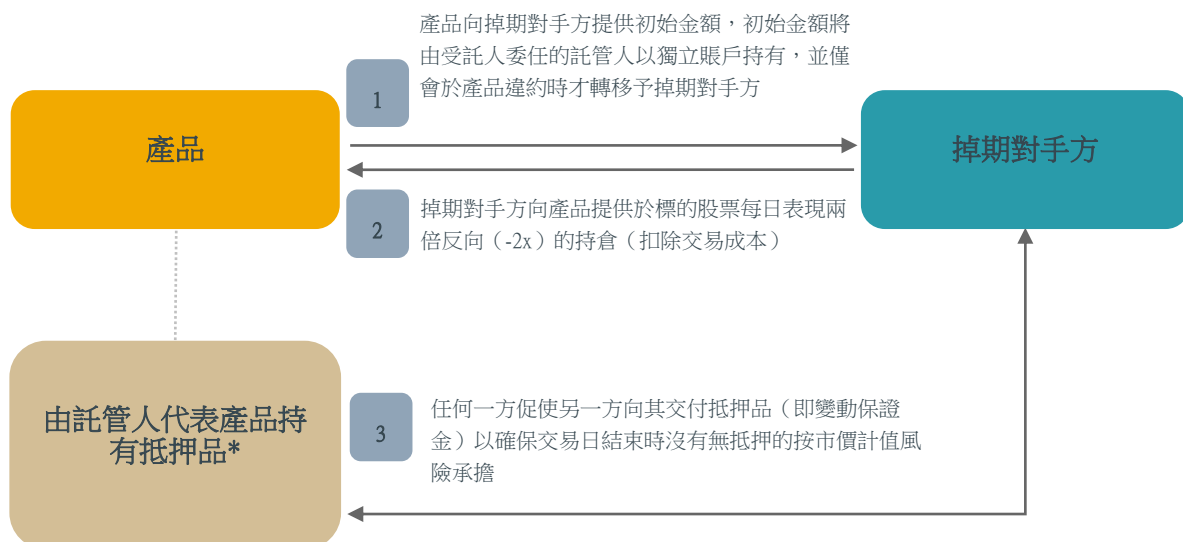 產品向掉期對手方提供初始金額，初始金額將
由受託人委任的託管人以獨立賬戶持有，並僅
會於產品違約時才轉移予掉期對手方
1
產品
掉期對手方
2
掉期對手方向產品提供於標的股票每日表現兩
倍反向（-2x）的持倉（扣除交易成本）
由託管人代表產品持
有抵押品*
3
任何一方促使另一方向其交付抵押品（即變動保證
金）以確保交易日結束時沒有無抵押的按市價計值風
險承擔